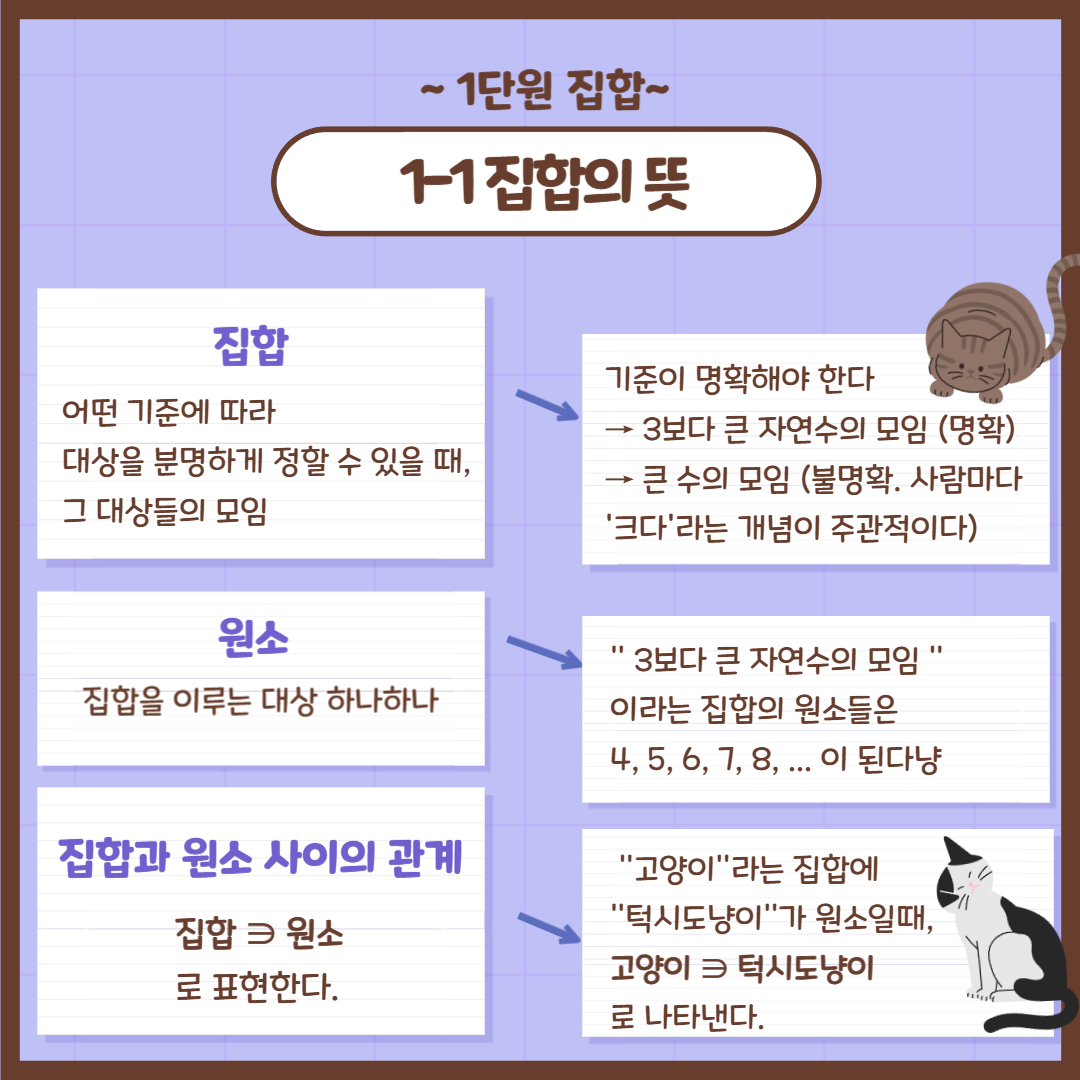 ~ 1단원 집합~
1-1 집합의 뜻
집합
어떤 기준에 따라
대상을 분명하게 정할 수 있을 때,
그 대상들의 모임
기준이 명확해야 한다
→ 3보다 큰 자연수의 모임 (명확)
→ 큰 수의 모임 (불명확. 사람마다
'크다'라는 개념이 주관적이다)
원소
집합을 이루는 대상 하나하나
" 3보다 큰 자연수의 모임 "
이라는 집합의 원소들은
4, 5, 6, 7, 8, ... 이 된다냥
집합과 원소 사이의 관계
집합 ∋ 원소
로 표현한다.
"고양이"라는 집합에
"턱시도냥이"가 원소일때,
고양이 ∋ 턱시도냥이
로 나타낸다.